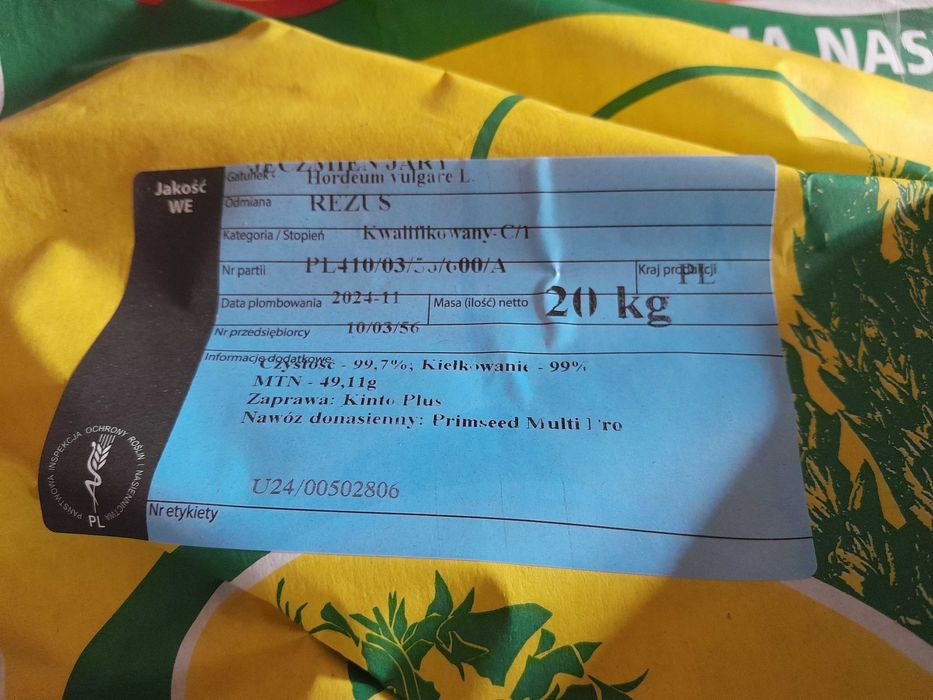 MA NAS
Jakość
WE
Gatunek - JĘCZMIEŃ JARY
Hordeum vulgare L.
Odmiana REZUS
Kategoria / Stopień Kwalifikowany-C/1
Nr partii
Kraj produkcji PL
Data plombowania 2024-11 Masa (ilość) netto 20 kg
Nr przedsiębiorcy 10/03/56
Informacje dodatkowe
Czystość - 99,7%; Kiełkowanie - 99%
MTN - 49,11g
Zaprawa: Kinto Plus
Nawóz donasienny: Primseed Multi Pro
U24/00502806
Nr etykiety
PAŃSTWOWA INSPEKCJA OCHRONY ROŚLIN I NASIENNICTWA
PL